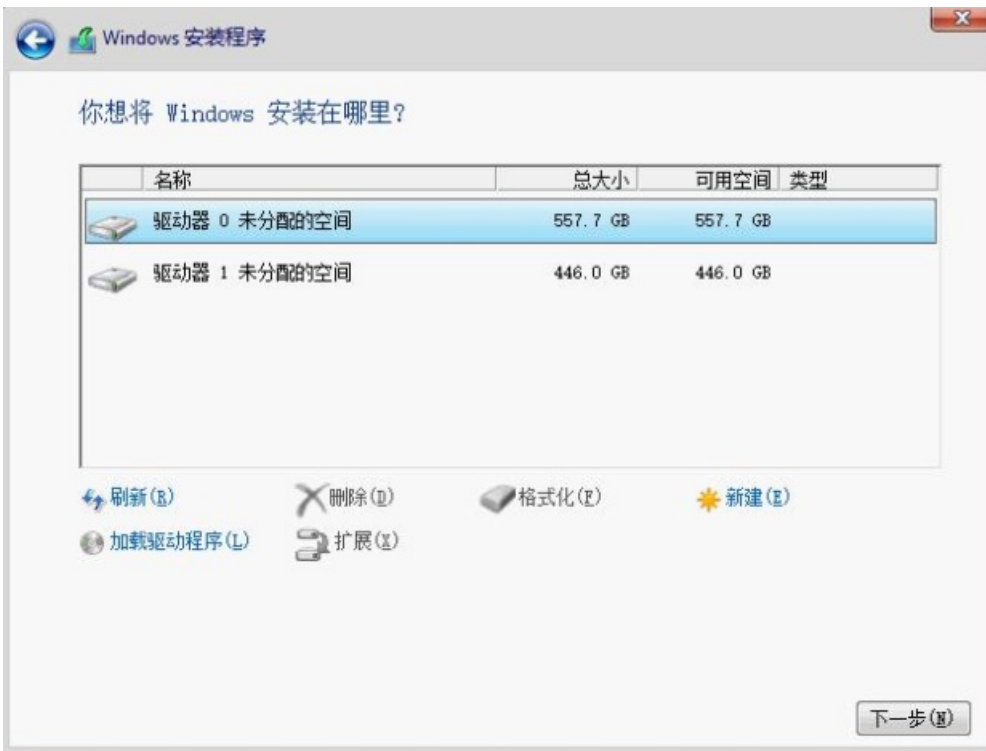 Windows 安装程序
你想将 Windows 安装在哪里?
名称 总大小 可用空间 类型
驱动器 0 未分配的空间 557.7 GB 557.7 GB
驱动器 1 未分配的空间 446.0 GB 446.0 GB
刷新(R) 删除(D) 格式化(F) 新建(E)
加载驱动程序(L) 扩展(X)
下一步(N)